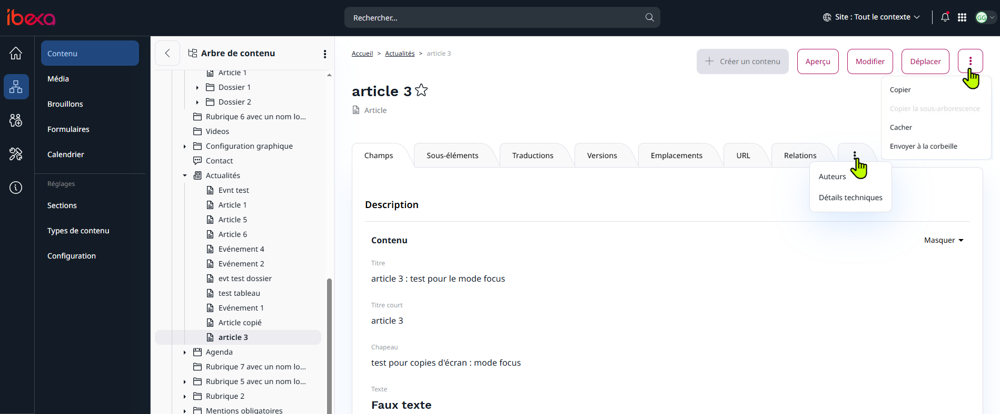 ibexa
Rechercher...
Site : Tout le contexte
GG
Contenu
Média
Brouillons
Formulaires
Calendrier
Réglages
Sections
Types de contenu
Configuration
Arbre de contenu
Article 1
Dossier 1
Dossier 2
Rubrique 6 avec un nom lo...
Videos
Configuration graphique
Contact
Actualités
Evnt test
Article 1
Article 5
Article 6
Evénement 4
Evénement 2
evt test dossier
test tableau
Evénement 1
Article copié
article 3
Agenda
Rubrique 7 avec un nom lo...
Rubrique 5 avec un nom lo...
Rubrique 2
Mentions obligatoires
Accueil > Actualités > article 3
Créer un contenu
Aperçu
Modifier
Déplacer
Copier
Copier la sous-arborescence
Cacher
Envoyer à la corbeille
article 3
Article
Champs
Sous-éléments
Traductions
Versions
Emplacements
URL
Relations
Auteurs
Détails techniques
Description
Contenu
Masquer
Titre
article 3 : test pour le mode focus
Titre court
article 3
Chapeau
test pour copies d'écran : mode focus
Texte
Faux texte